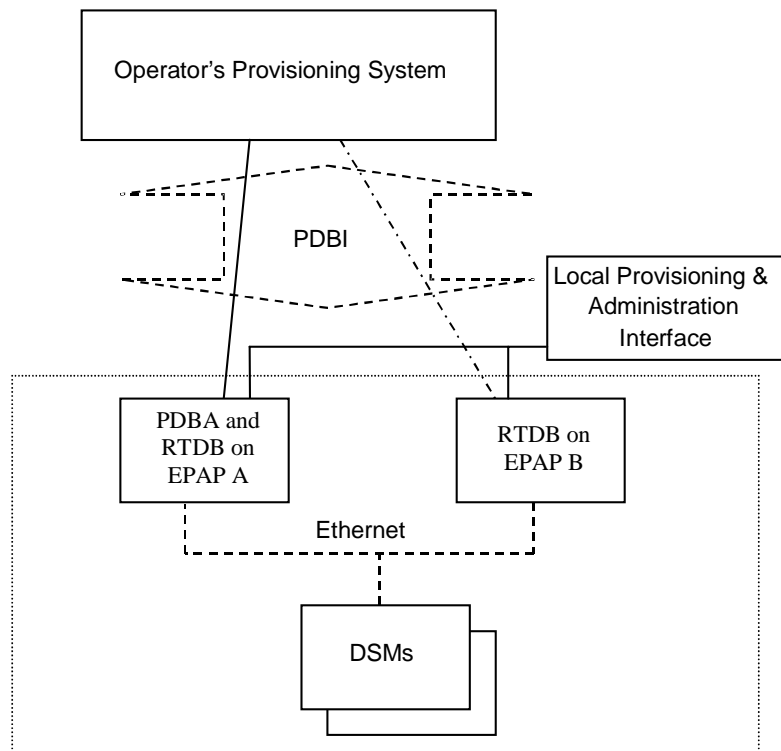 Operator's Provisioning System
PDBI
Local Provisioning &
Administration
Interface
PDBA and
RTDB on
EPAP A
RTDB on
EPAP B
Ethernet
DSMs